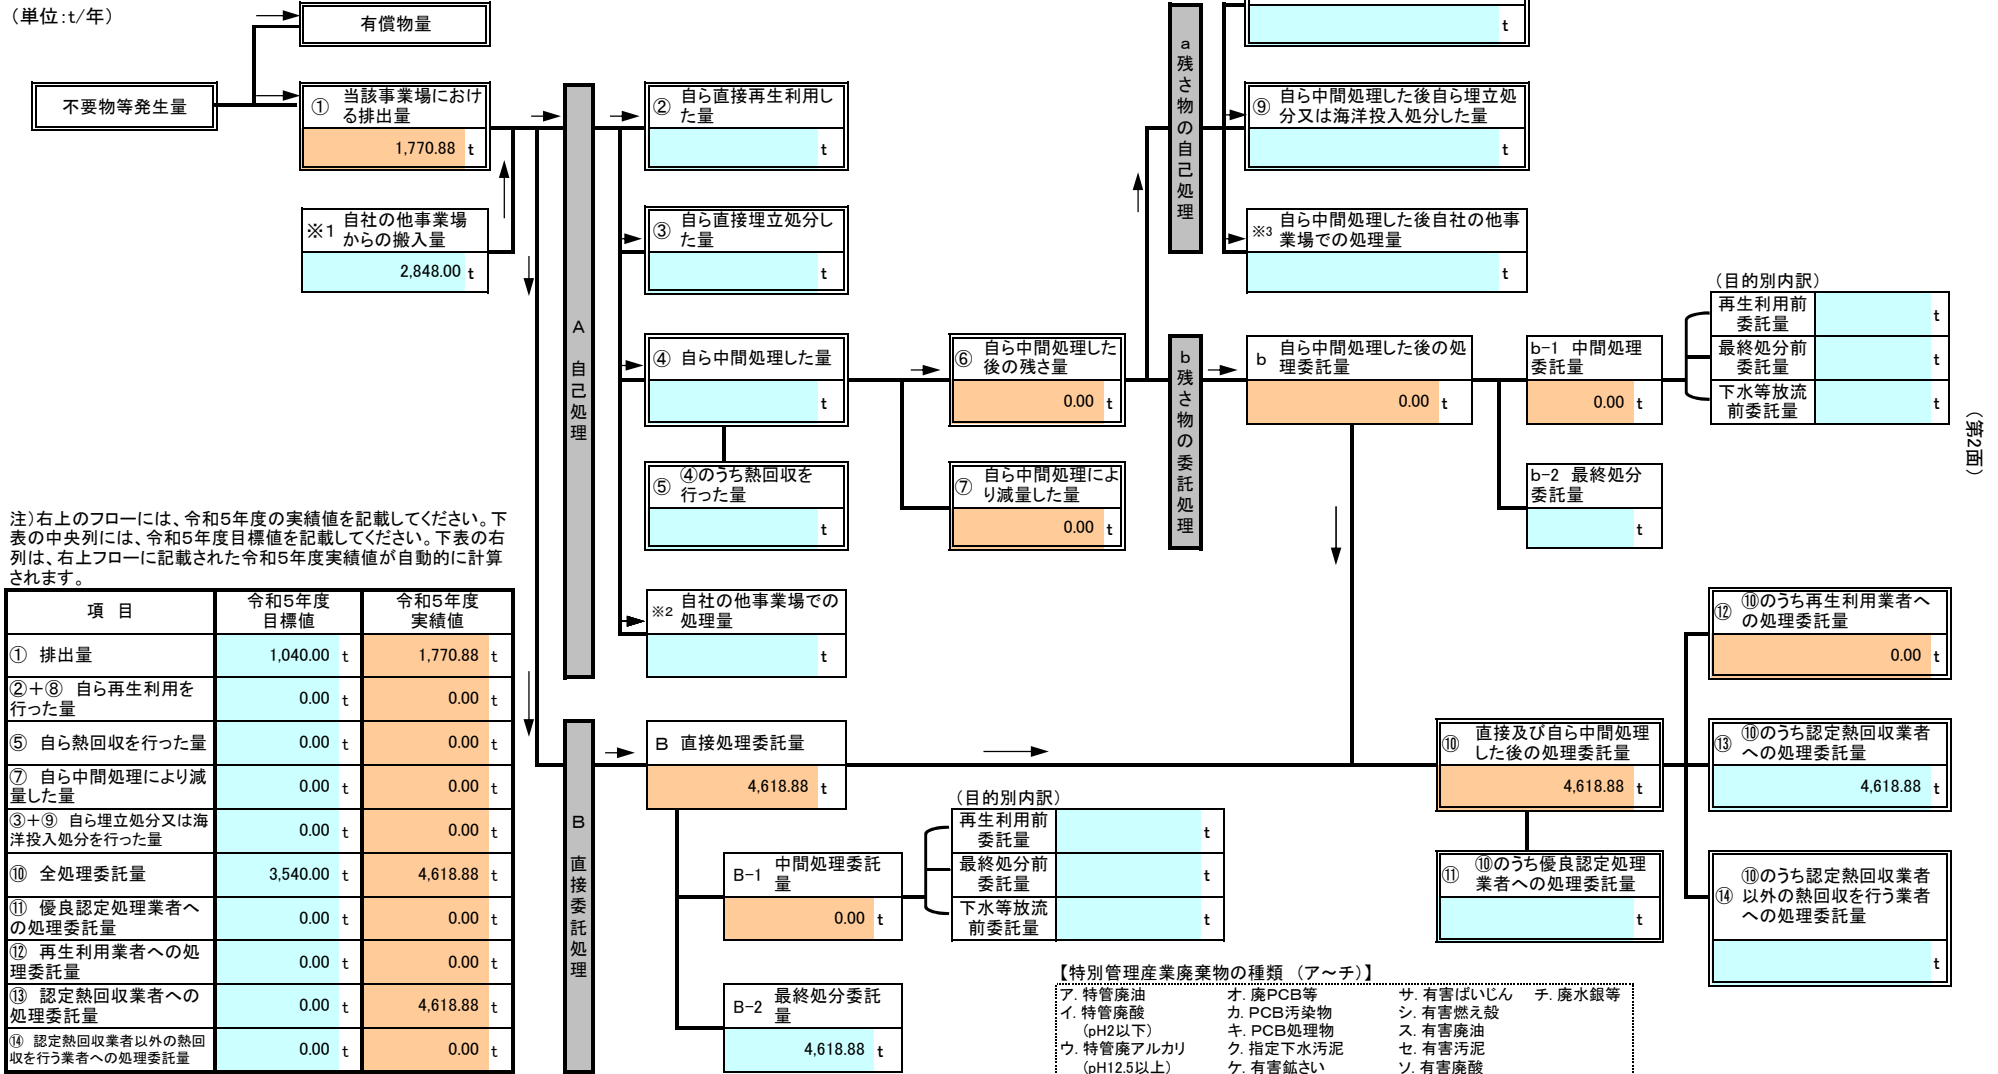 （単位:t/年）
有償物量
不要物等発生量
① 当該事業場におけ
る排出量
1,770.88 t
※1 自社の他事業場
からの搬入量
2,848.00 t
A 自己処理
② 自ら直接再生利用し
た量
t
③ 自ら直接埋立処分し
た量
t
④ 自ら中間処理した量
t
⑤ ④のうち熱回収を
行った量
t
※2 自社の他事業場での
処理量
t
⑥ 自ら中間処理した
後の残さ量
0.00 t
⑦ 自ら中間処理によ
り減量した量
0.00 t
a 残さ物の自己処理
t
⑨ 自ら中間処理した後自ら埋立処
分又は海洋投入処分した量
t
※3 自ら中間処理した後自社の他事
業場での処理量
t
b 残さ物の委託処理
b 自ら中間処理した後の処
理委託量
0.00 t
b-1 中間処理
委託量
0.00 t
b-2 最終処分
委託量
t
（目的別内訳）
再生利用前
委託量 t
最終処分前
委託量 t
下水等放流
前委託量 t
（第2面）
注）右上のフローには、令和5年度の実績値を記載してください。下
表の中央列には、令和5年度目標値を記載してください。下表の右
列は、右上フローに記載された令和5年度実績値が自動的に計算
されます。
項 目 令和5年度
目標値 令和5年度
実績値
① 排出量 1,040.00 t 1,770.88 t
②＋⑧ 自ら再生利用を
行った量 0.00 t 0.00 t
⑤ 自ら熱回収を行った量 0.00 t 0.00 t
⑦ 自ら中間処理により減
量した量 0.00 t 0.00 t
③＋⑨ 自ら埋立処分又は海
洋投入処分を行った量 0.00 t 0.00 t
⑩ 全処理委託量 3,540.00 t 4,618.88 t
⑪ 優良認定処理業者へ
の処理委託量 0.00 t 0.00 t
⑫ 再生利用業者への処
理委託量 0.00 t 0.00 t
⑬ 認定熱回収業者への
処理委託量 0.00 t 4,618.88 t
⑭ 認定熱回収業者以外の熱回
収を行う業者への処理委託量 0.00 t 0.00 t
B 直接委託処理
B 直接処理委託量
4,618.88 t
B-1 中間処理委託
量
0.00 t
B-2 最終処分委託
量
4,618.88 t
（目的別内訳）
再生利用前
委託量 t
最終処分前
委託量 t
下水等放流
前委託量 t
⑩ 直接及び自ら中間処理
した後の処理委託量
4,618.88 t
⑪ ⑩のうち優良認定処理
業者への処理委託量
t
⑫ ⑩のうち再生利用業者へ
の処理委託量
0.00 t
⑬ ⑩のうち認定熱回収業者
への処理委託量
4,618.88 t
⑭ ⑩のうち認定熱回収業者
以外の熱回収を行う業者
への処理委託量
t
【特別管理産業廃棄物の種類 （ア～チ）】
ア. 特管廃油 オ. 廃PCB等 サ. 有害ばいじん チ. 廃水銀等
イ. 特管廃酸 カ. PCB汚染物 シ. 有害燃え殻
（pH2以下） キ. PCB処理物 ス. 有害廃油
ウ. 特管廃アルカリ ク. 指定下水汚泥 セ. 有害汚泥
（pH12.5以上） ケ. 有害鉱さい ソ. 有害廃酸